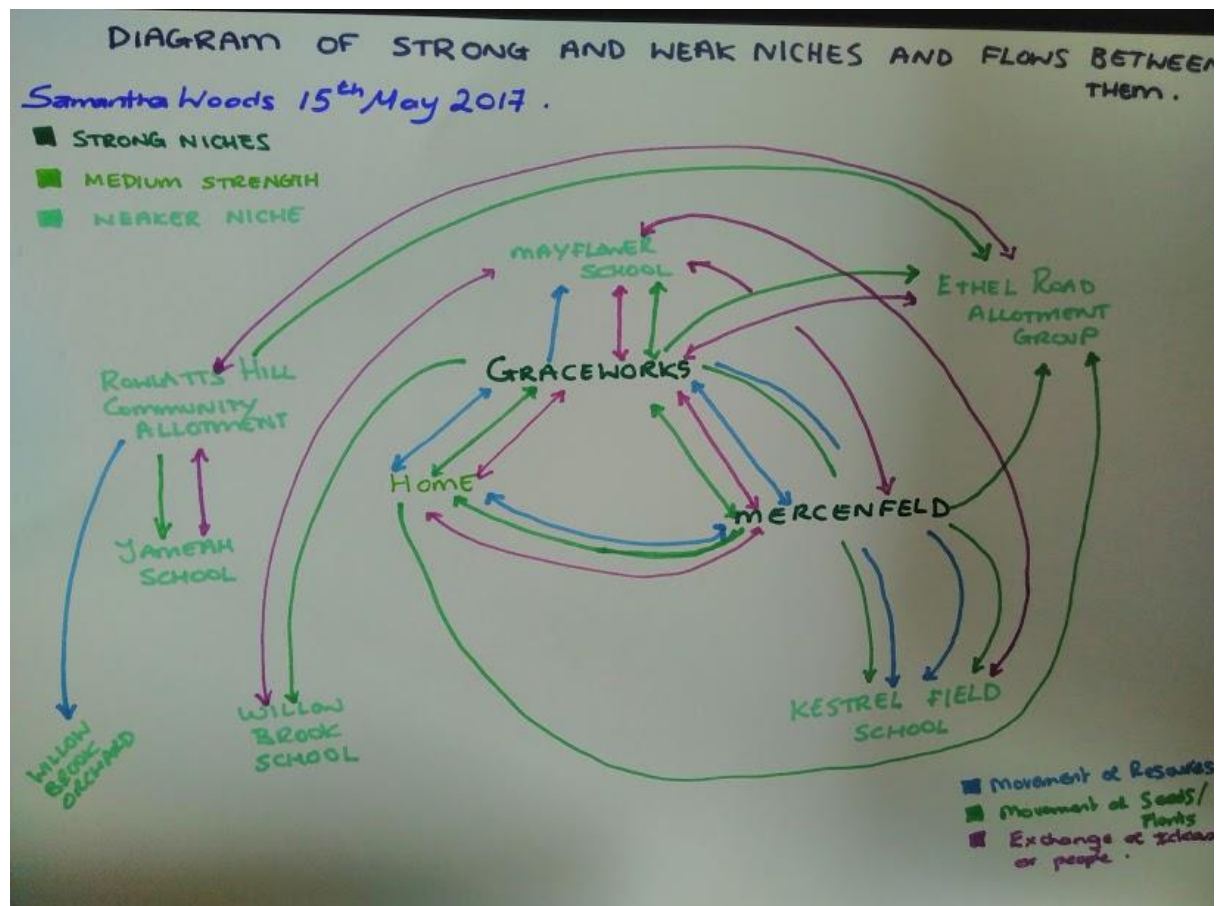 DIAGRAM OF STRONG AND WEAK NICHES AND FLOWS BETWEEN
THEM.
Samantha Woods 15th May 2017.
STRONG NICHES
MEDIUM STRENGTH
WEAKER NICHE
MAYFLOWER
SCHOOL
ETHEL ROAD
ALLOTMENT
GROUP
GRACEWORKS
ROWLATTS HILL
COMMUNITY
ALLOTMENT
HOME
MERCENFELD
JAMEAH
SCHOOL
KESTREL FIELD
SCHOOL
WILLOW
BROOK
SCHOOL
WILLOW
BROOK
ORCHARD
Movement of Resources
Movement of Seeds/
Plants
Exchange of Ideas
or people.